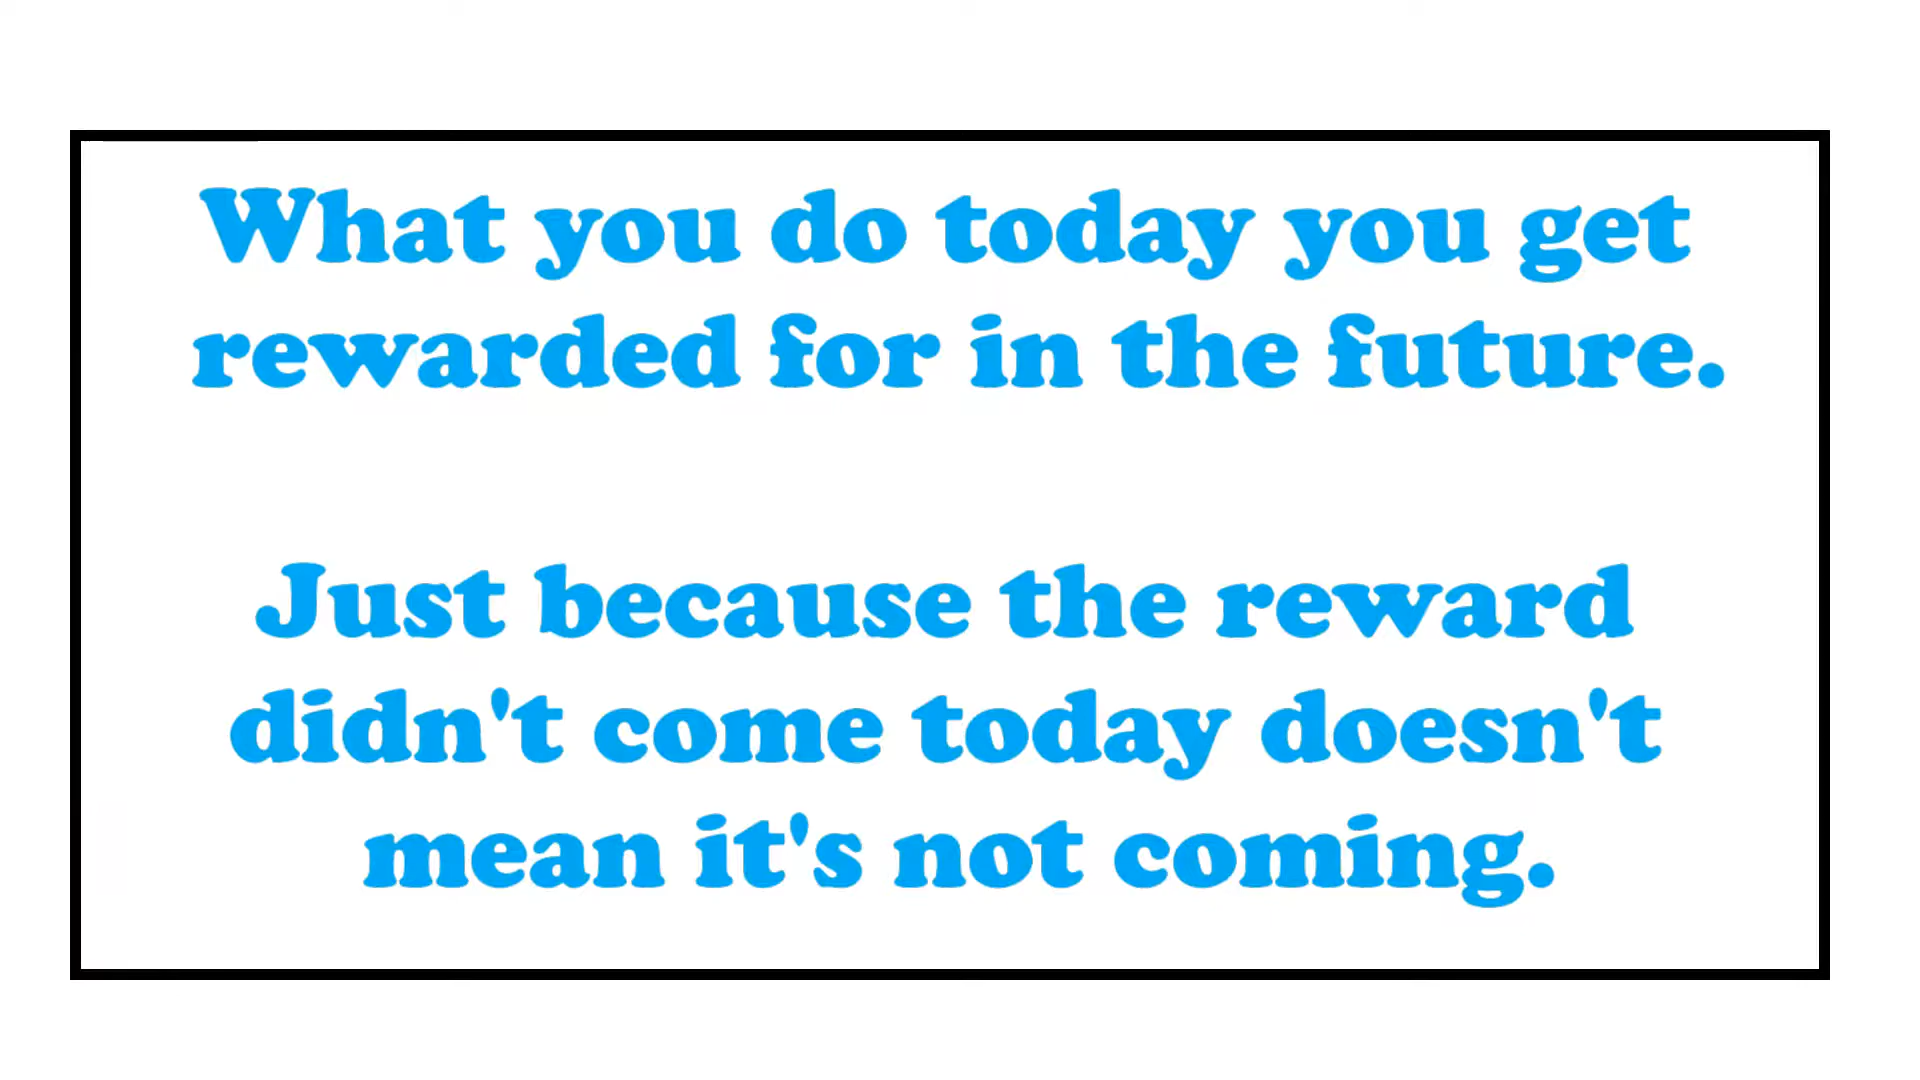 What you do today you get
rewarded for in the future.
Just because the reward
didn't come today doesn't
mean it's not coming.